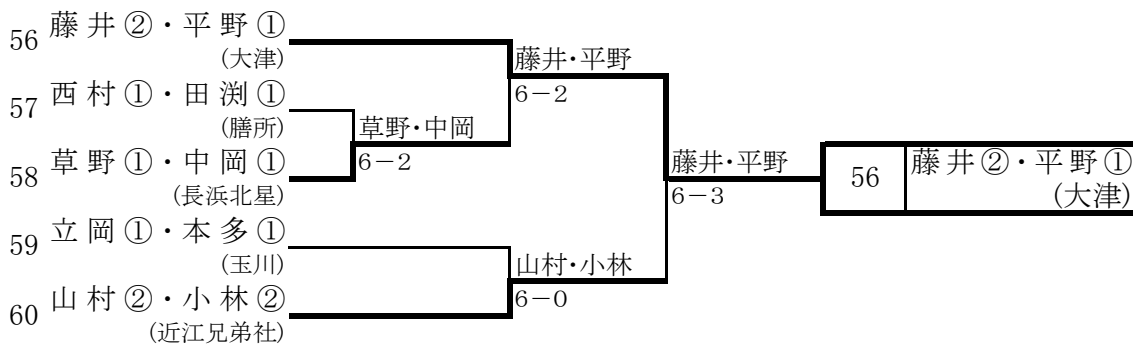 56 藤井②・平野①
(大津)
57 西村①・田渕①
(膳所)
58 草野①・中岡①
(長浜北星)
59 立岡①・本多①
(玉川)
60 山村②・小林②
(近江兄弟社)
草野・中岡
6－2
藤井・平野
6－2
山村・小林
6－0
藤井・平野
6－3
56 藤井②・平野①
(大津)